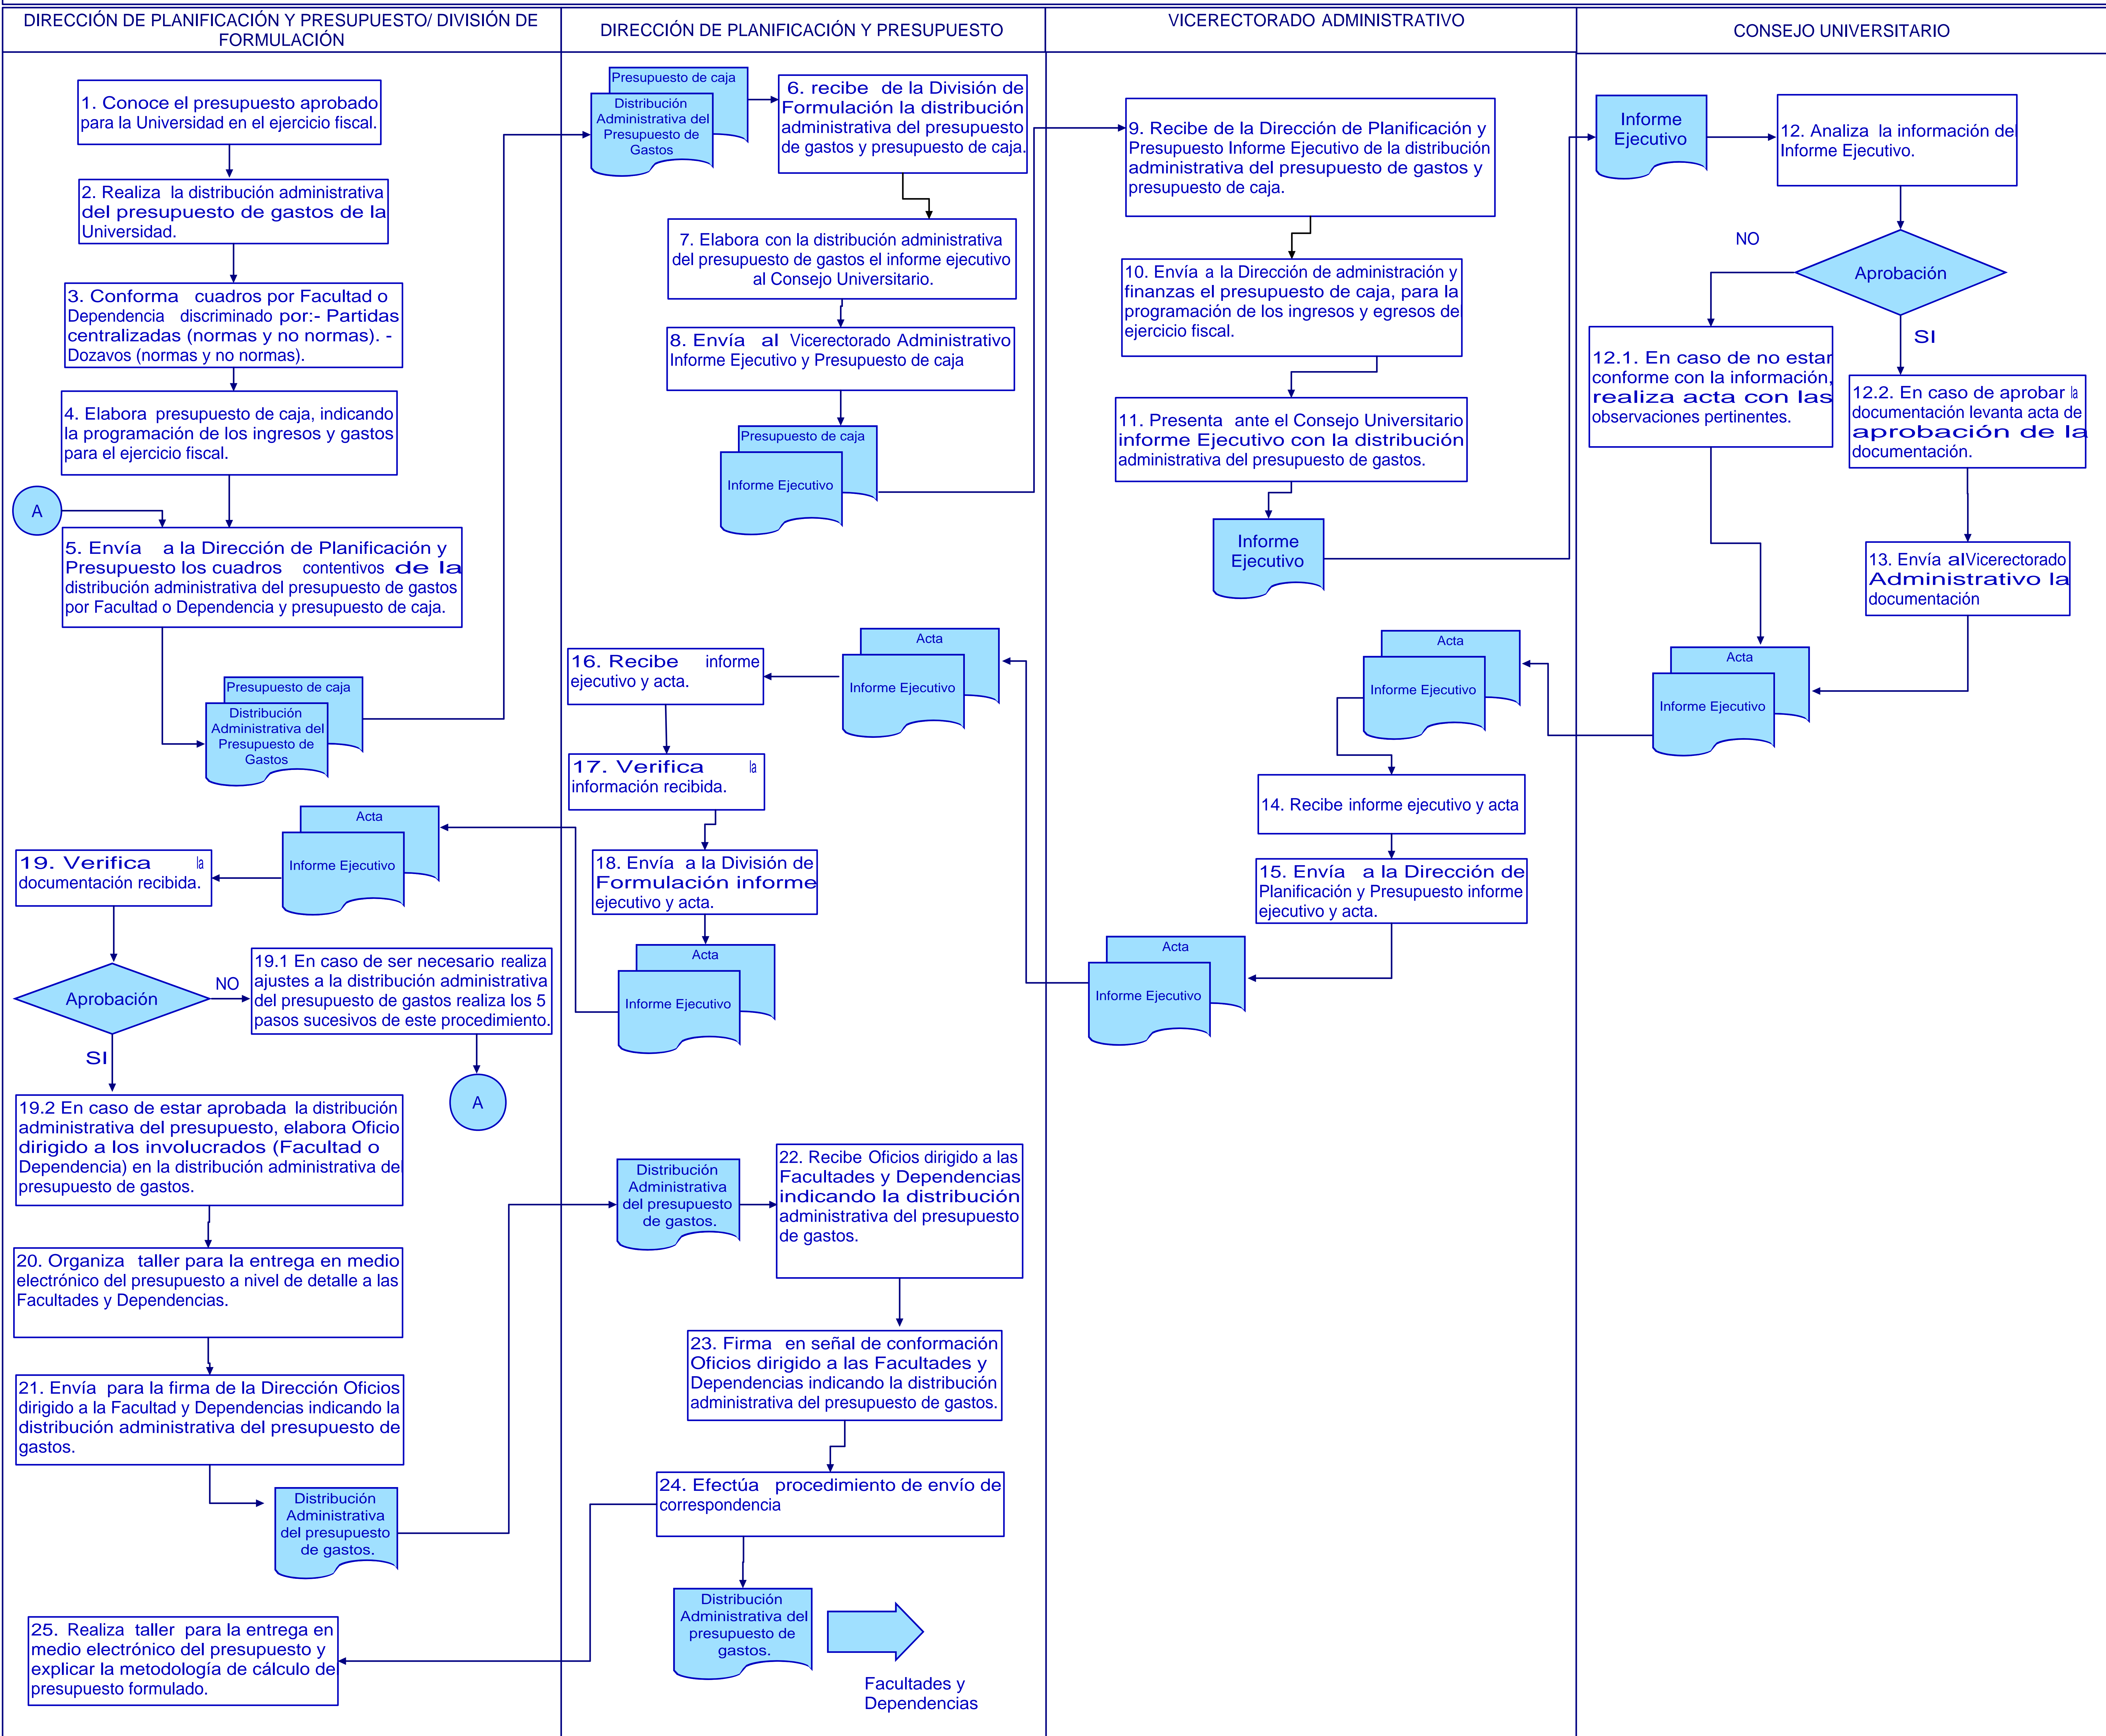 DIRECCIÓN DE PLANIFICACIÓN Y PRESUPUESTO/ DIVISIÓN DE
FORMULACIÓN
DIRECCIÓN DE PLANIFICACIÓN Y PRESUPUESTO
VICERECTORADO ADMINISTRATIVO
CONSEJO UNIVERSITARIO
1. Conoce el presupuesto aprobado
para la Universidad en el ejercicio fiscal.
2. Realiza la distribución administrativa
del presupuesto de gastos de la
Universidad.
3. Conforma cuadros por Facultad o
Dependencia discriminado por:- Partidas
centralizadas (normas y no normas). -
Dozavos (normas y no normas).
4. Elabora presupuesto de caja, indicando
la programación de los ingresos y gastos
para el ejercicio fiscal.
A
5. Envía a la Dirección de Planificación y
Presupuesto los cuadros contentivos de la
distribución administrativa del presupuesto de gastos
por Facultad o Dependencia y presupuesto de caja.
Presupuesto de caja
Distribución
Administrativa del
Presupuesto de
Gastos
Acta
Informe Ejecutivo
19. Verifica la
documentación recibida.
Aprobación
NO
SI
19.1 En caso de ser necesario realiza
ajustes a la distribución administrativa
del presupuesto de gastos realiza los 5
pasos sucesivos de este procedimiento.
A
19.2 En caso de estar aprobada la distribución
administrativa del presupuesto, elabora Oficio
dirigido a los involucrados (Facultad o
Dependencia) en la distribución administrativa del
presupuesto de gastos.
20. Organiza taller para la entrega en medio
electrónico del presupuesto a nivel de detalle a las
Facultades y Dependencias.
21. Envía para la firma de la Dirección Oficios
dirigido a la Facultad y Dependencias indicando la
distribución administrativa del presupuesto de
gastos.
Distribución
Administrativa
del presupuesto
de gastos.
25. Realiza taller para la entrega en
medio electrónico del presupuesto y
explicar la metodología de cálculo del
presupuesto formulado.
Presupuesto de caja
Distribución
Administrativa del
Presupuesto de
Gastos
6. recibe de la División de
Formulación la distribución
administrativa del presupuesto
de gastos y presupuesto de caja.
7. Elabora con la distribución administrativa
del presupuesto de gastos el informe ejecutivo
al Consejo Universitario.
8. Envía al Vicerectorado Administrativo
Informe Ejecutivo y Presupuesto de caja
Presupuesto de caja
Informe Ejecutivo
Acta
Informe Ejecutivo
16. Recibe informe
ejecutivo y acta.
17. Verifica la
información recibida.
18. Envía a la División de
Formulación informe
ejecutivo y acta.
Acta
Informe Ejecutivo
Distribución
Administrativa
del presupuesto
de gastos.
22. Recibe Oficios dirigido a las
Facultades y Dependencias
indicando la distribución
administrativa del presupuesto
de gastos.
23. Firma en señal de conformación
Oficios dirigido a las Facultades y
Dependencias indicando la distribución
administrativa del presupuesto de gastos.
24. Efectúa procedimiento de envío de
correspondencia
Distribución
Administrativa del
presupuesto de
gastos.
Facultades y
Dependencias
9. Recibe de la Dirección de Planificación y
Presupuesto Informe Ejecutivo de la distribución
administrativa del presupuesto de gastos y
presupuesto de caja.
10. Envía a la Dirección de administración y
finanzas el presupuesto de caja, para la
programación de los ingresos y egresos de
ejercicio fiscal.
11. Presenta ante el Consejo Universitario
informe Ejecutivo con la distribución
administrativa del presupuesto de gastos.
Informe
Ejecutivo
Acta
Informe Ejecutivo
14. Recibe informe ejecutivo y acta
15. Envía a la Dirección de
Planificación y Presupuesto informe
ejecutivo y acta.
Acta
Informe Ejecutivo
Informe
Ejecutivo
12. Analiza la información del
Informe Ejecutivo.
Aprobación
NO
SI
12.1. En caso de no estar
conforme con la información,
realiza acta con las
observaciones pertinentes.
12.2. En caso de aprobar la
documentación levanta acta de
aprobación de la
documentación.
13. Envía alVicerectorado
Administrativo la
documentación
Acta
Informe Ejecutivo